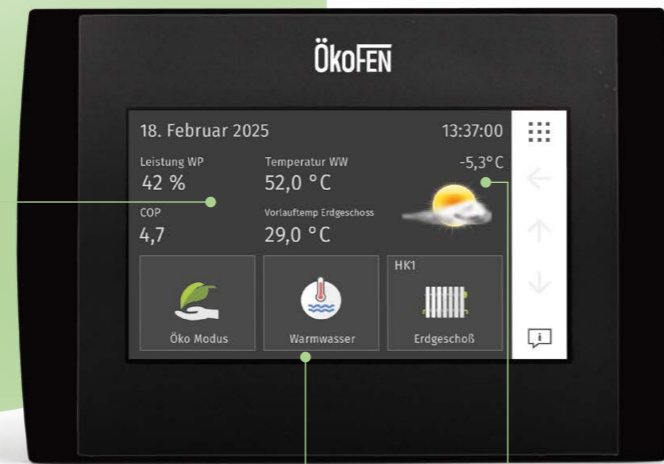 ÖkoFEN
18. Februar 2025 13:37:00
Leistung WP Temperatur WW -5,3°C
42 % 52,0 °C
COP Vorlauftemp Erdgeschoss
4,7 29,0 °C
HK1
Öko Modus Warmwasser Erdgeschoß
i